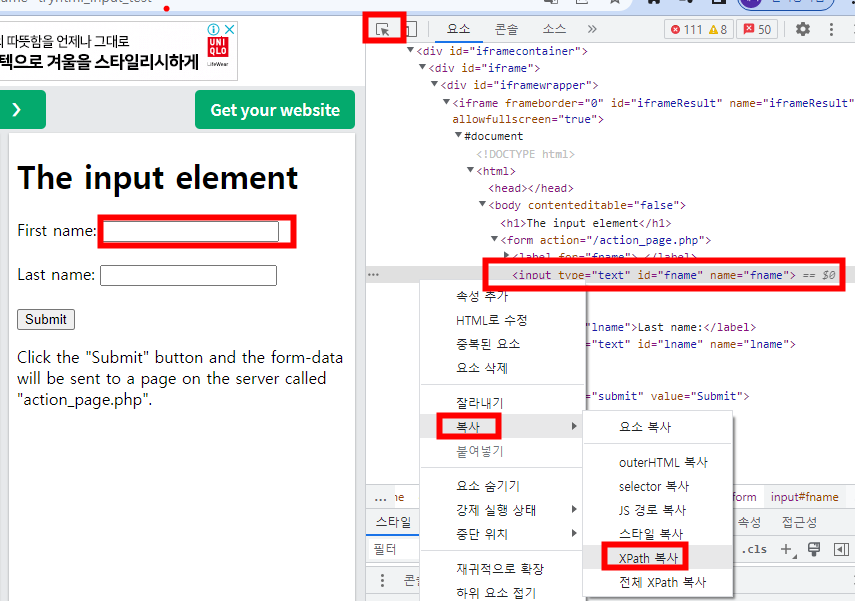 의 따뜻함을 언제나 그대로
텍으로 겨울을 스타일리시하게
UNI
QLO
LifeWear
Get your website
The input element
First name:
Last name:
Submit
Click the "Submit" button and the form-data
will be sent to a page on the server called
"action_page.php".
요소 콘솔 소스 » 111 8 50
▼<div id="iframecontainer">
▼<div id="iframe">
▼<div id="iframewrapper">
▼<iframe frameborder="0" id="iframeResult" name="iframeResult"
allowfullscreen="true">
▼#document
<!DOCTYPE html>
▼<html>
<head></head>
▼<body contenteditable="false">
<h1>The input element</h1>
▼<form action="/action_page.php">
▶<label for="fname">…</label>
… <input type="text" id="fname" name="fname"> == $0
"lname">Last name:</label>
"text" id="lname" name="lname">
"submit" value="Submit">
속성 추가
HTML로 수정
중복된 요소
요소 삭제
잘라내기
복사
붙여넣기
요소 숨기기
강제 실행 상태
중단 위치
재귀적으로 확장
하위 요소 접기
요소 복사
outerHTML 복사
selector 복사
JS 경로 복사
스타일 복사
XPath 복사
전체 XPath 복사
... ne form input#fname
스타일 속성 접근성
필터 .cls +
콘솔